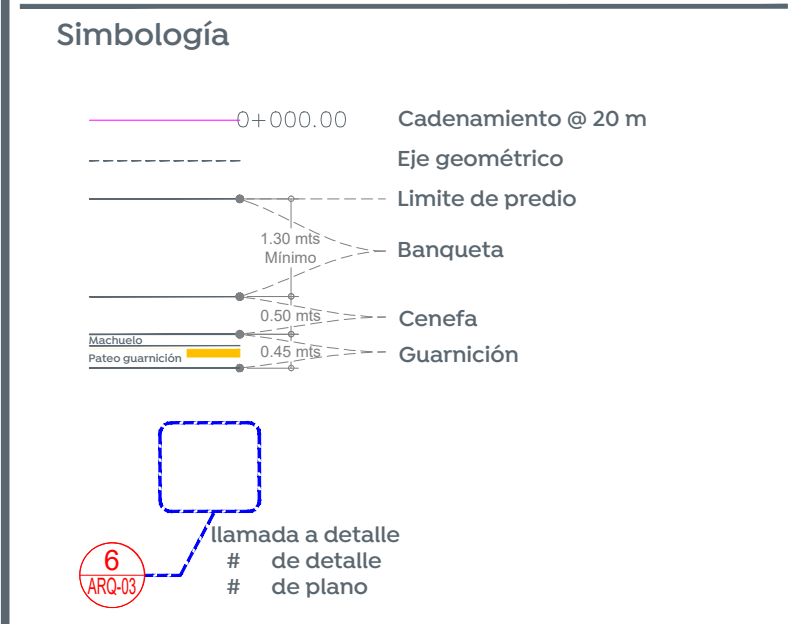 Simbología
0+000.00 Cadenamiento @ 20 m
Eje geométrico
Limite de predio
1.30 mts
Mínimo
Banqueta
0.50 mts
Cenefa
Machuelo
Pateo guarnición
0.45 mts
Guarnición
llamada a detalle
# de detalle
# de plano
6
ARQ-03